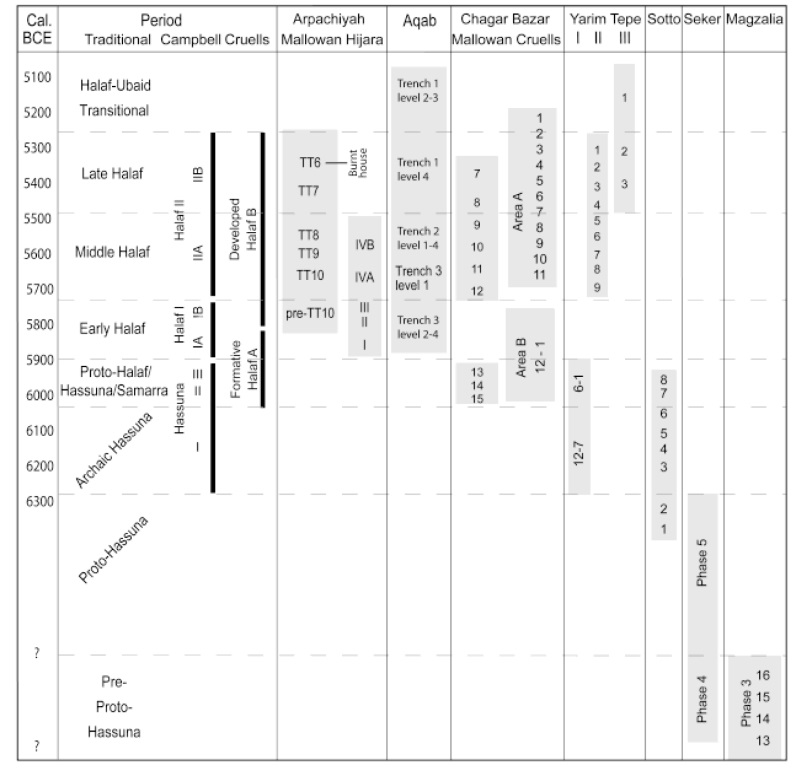 Cal. Period Arpachiyah Aqab Chagar Bazar Yarim Tepe Sotto Seker Magzalia
BCE Traditional Campbell Cruells Mallowan Hijara Mallowan Cruells I II III
5100
5200
5300
5400
5500
5600
5700
5800
5900
6000
6100
6200
6300
?
?
Halaf-Ubaid
Transitional
Late Halaf
Middle Halaf
Early Halaf
Proto-Halaf/
Hassuna/Samarra
Archaic Hassuna
Proto-Hassuna
Pre-
Proto-
Hassuna
Halaf II
IIB
IIA
Halaf I
IB
IA
Hassuna
III
II
I
Developed
Halaf B
Formative
Halaf A
TT6
TT7
TT8
TT9
TT10
pre-TT10
Burnt
house
IVB
IVA
III
II
I
Trench 1
level 2-3
Trench 1
level 4
Trench 2
level 1-4
Trench 3
level 1
Trench 3
level 2-4
7
8
9
10
11
12
13
14
15
Area A
1
2
3
4
5
6
7
8
9
10
11
Area B
12 - 1
6-1
12-7
1
2
3
4
5
6
7
8
9
1
2
3
8
7
6
5
4
3
2
1
Phase 5
Phase 4
Phase 3
16
15
14
13